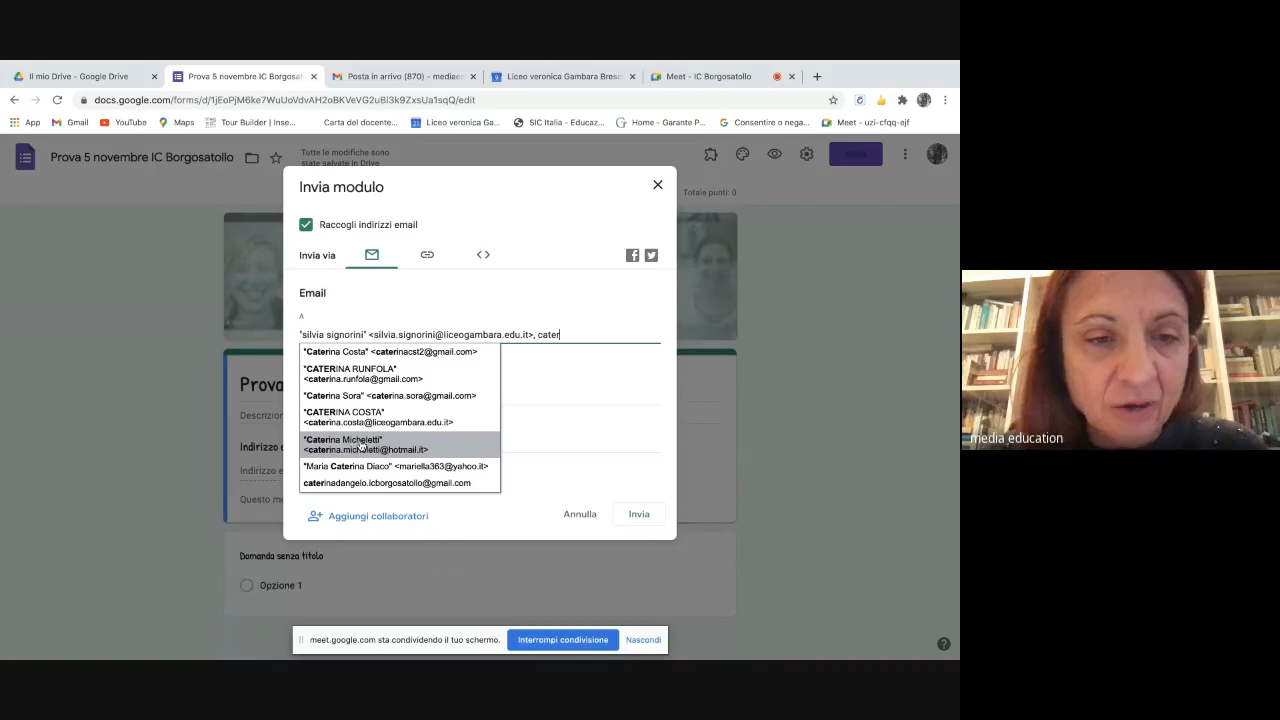 Il mio Drive - Google Drive
Prova 5 novembre IC Borgosa
Posta in arrivo (870) – mediaed
Liceo veronica Gambara Bresc
Meet - IC Borgosatollo
docs.google.com/forms/d/1jEoPjM6ke7WuUoVdvAH2oBKVeVG2uBl3k9ZxsUa1sqQ/edit
App
Gmail
YouTube
Maps
Tour Builder | Inse...
Carta del docente...
Liceo veronica Ga...
SIC Italia - Educaz...
Home - Garante P...
Consentire o nega...
Meet – uzi-cfqq-ejf
Prova 5 novembre IC Borgosatollo
Tutte le modifiche sono
state salvate in Drive
Invia
Totale punti: 0
Invia modulo
Raccogli indirizzi email
Invia via
Email
A
"silvia signorini" <silvia.signorini@liceogambara.edu.it>, cater
"Caterina Costa" <caterinacst2@gmail.com>
"CATERINA RUNFOLA"
<caterina.runfola@gmail.com>
"Caterina Sora" <caterina.sora@gmail.com>
"CATERINA COSTA"
<caterina.costa@liceogambara.edu.it>
"Caterina Micheletti"
<caterina.micheletti@hotmail.it>
"Maria Caterina Diaco" <mariella363@yahoo.it>
caterinadangelo.icborgosatollo@gmail.com
Aggiungi collaboratori
Annulla
Invia
Prova
Descrizion
Indirizzo e
Indirizzo e
Questo mo
Domanda senza titolo
Opzione 1
meet.google.com sta condividendo il tuo schermo.
Interrompi condivisione
Nascondi
media education